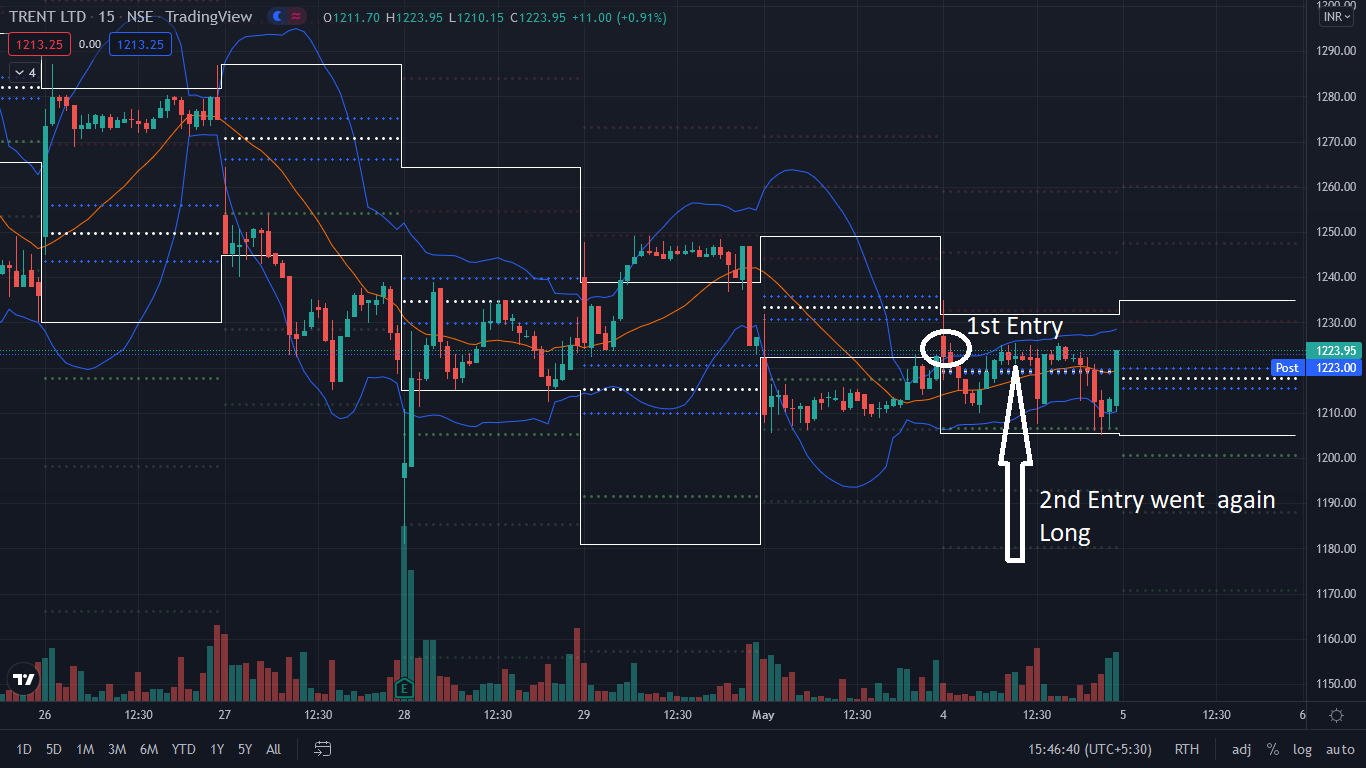 TRENT LTD · 15 · NSE TradingView O1211.70 H1223.95 L1210.15 C1223.95 +11.00 (+0.91%)
1213.25 0.00 1213.25
4
INR
1290.00
1280.00
1270.00
1260.00
1250.00
1240.00
1230.00
1223.95
Post 1223.00
1210.00
1200.00
1190.00
1180.00
1170.00
1160.00
1150.00
1st Entry
2nd Entry went again
Long
E
26 12:30 27 12:30 28 12:30 29 12:30 May 12:30 4 12:30 5 12:30 6
1D 5D 1M 3M 6M YTD 1Y 5Y All 15:46:40 (UTC+5:30) RTH adj % log auto